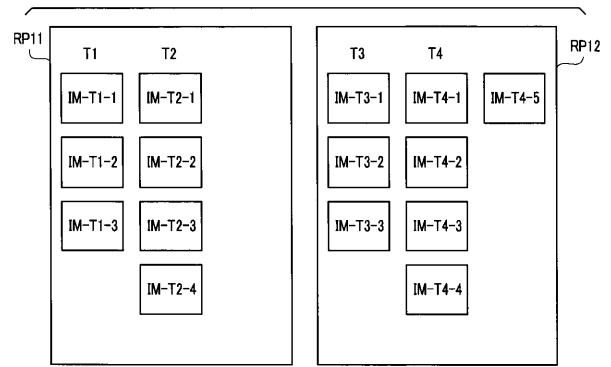 RP11
RP12
T1 T2 T3 T4
IM-T1-1 IM-T2-1 IM-T3-1 IM-T4-1 IM-T4-5
IM-T1-2 IM-T2-2 IM-T3-2 IM-T4-2
IM-T1-3 IM-T2-3 IM-T3-3 IM-T4-3
IM-T2-4 IM-T4-4